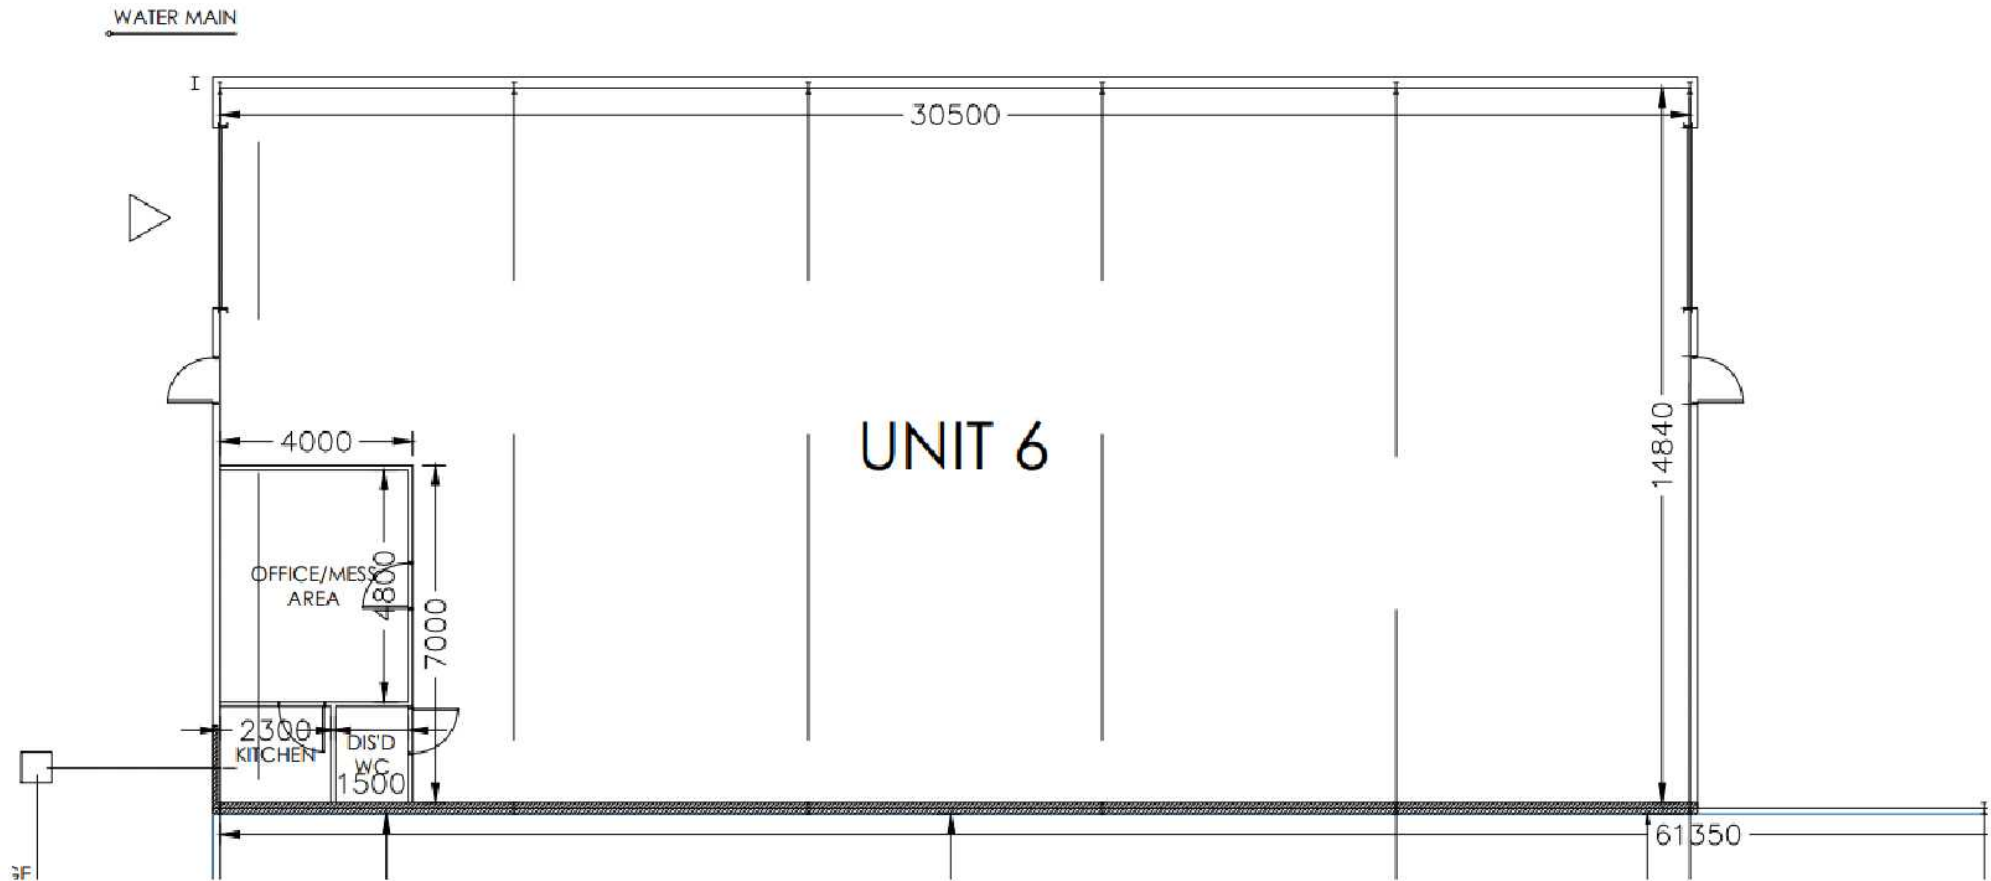 WATER MAIN
I
30500
14840
UNIT 6
4000
OFFICE/MESS
AREA
4800
7000
2300
KITCHEN
DIS'D
WC
1500
61350